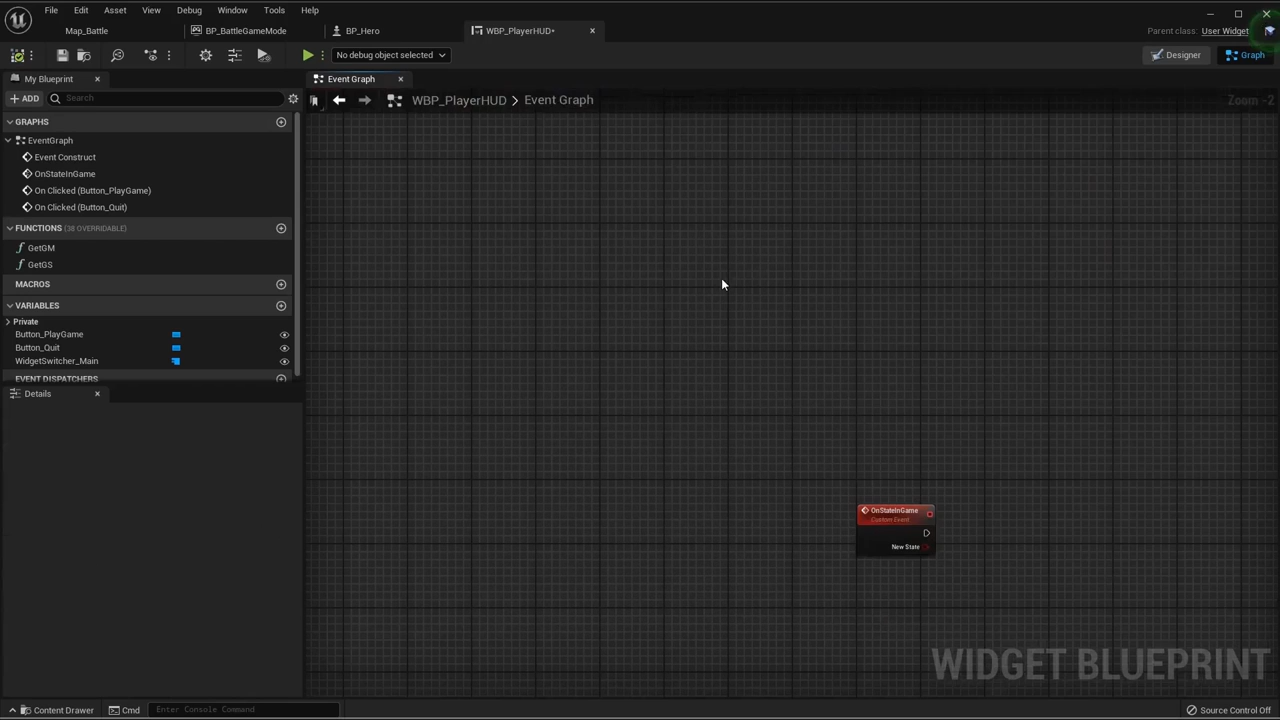 File Edit Asset View Debug Window Tools Help
Map_Battle BP_BattleGameMode BP_Hero WBP_PlayerHUD• Parent class: User Widget
No debug object selected Designer Graph
My Blueprint Event Graph
ADD Search WBP_PlayerHUD > Event Graph Zoom -2
GRAPHS
EventGraph
Event Construct
OnStateInGame
On Clicked (Button_PlayGame)
On Clicked (Button_Quit)
FUNCTIONS (38 OVERRIDABLE)
GetGM
GetGS
MACROS
VARIABLES
Private
Button_PlayGame
Button_Quit
WidgetSwitcher_Main
EVENT DISPATCHERS
Details
OnStateInGame
Custom Event
New State
WIDGET BLUEPRINT
Content Drawer Cmd Enter Console Command Source Control Off